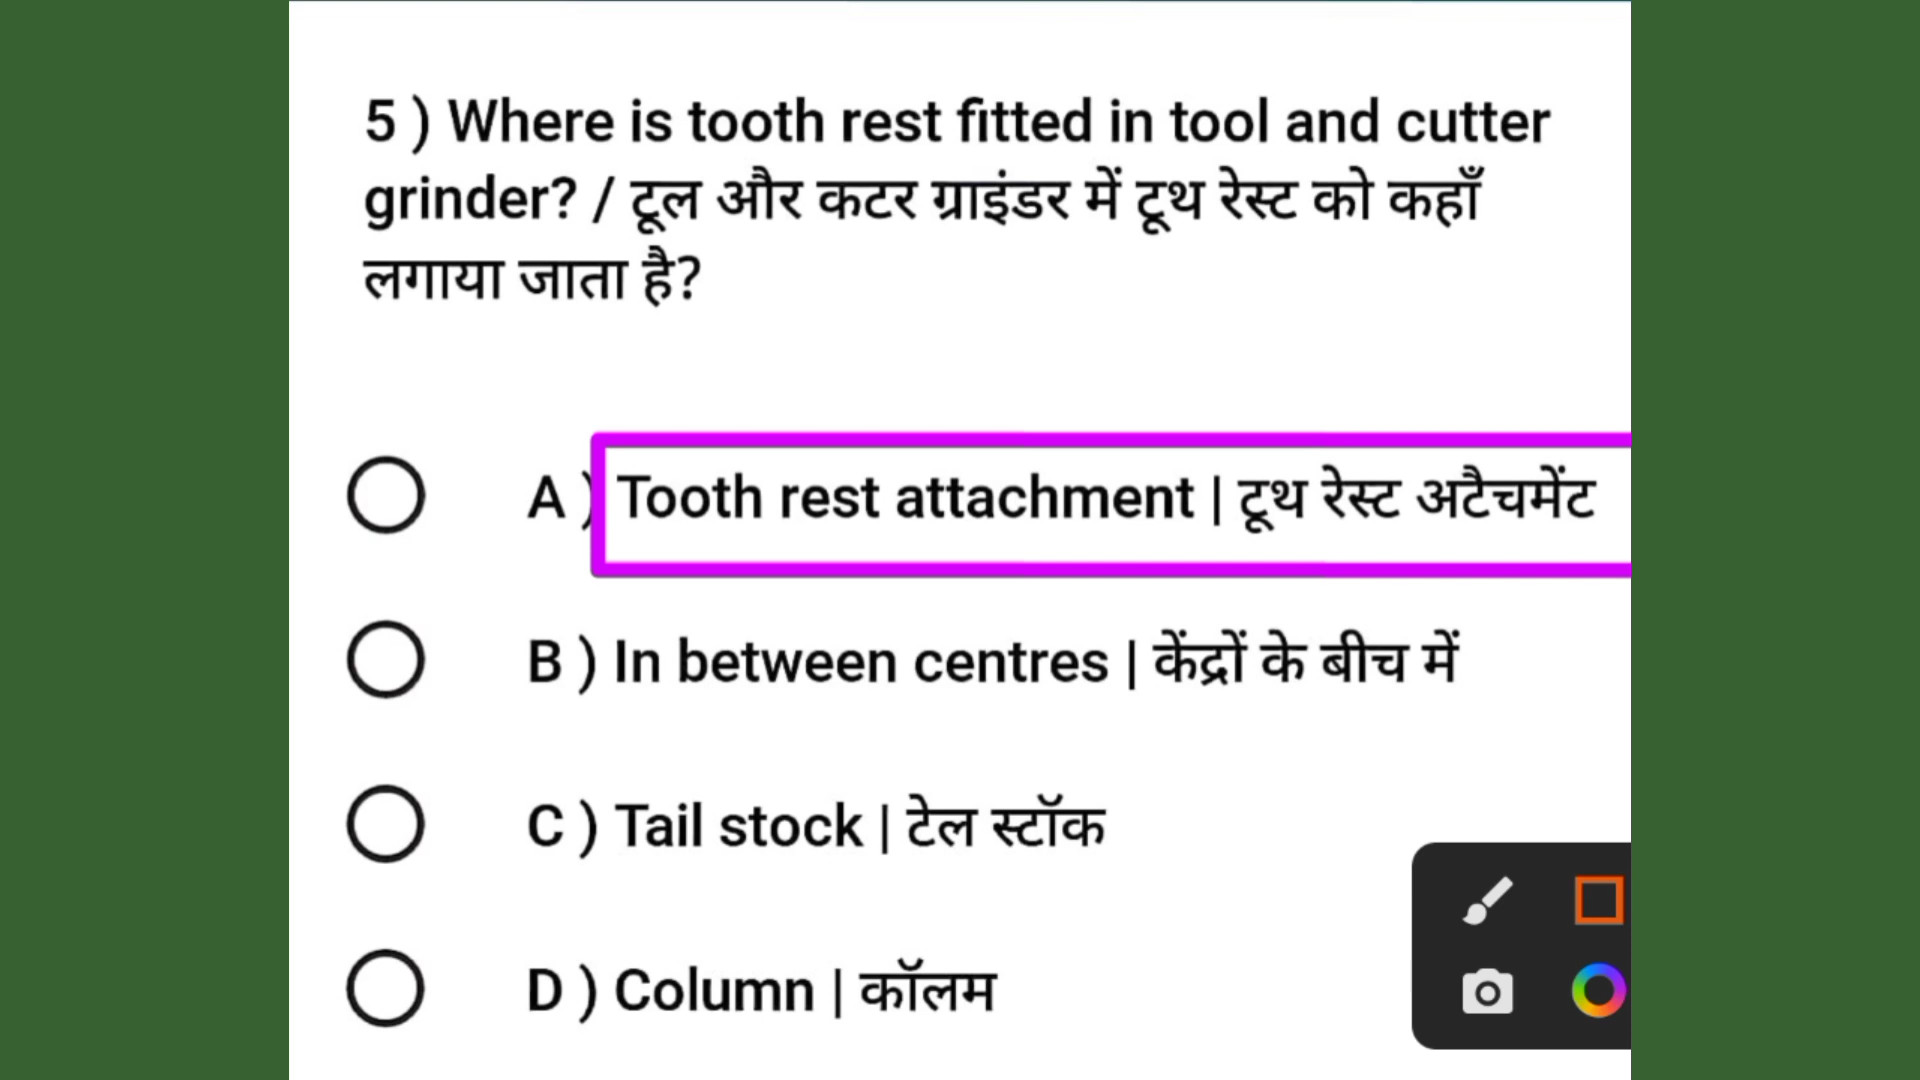 5 ) Where is tooth rest fitted in tool and cutter
grinder? / टूल और कटर ग्राइंडर में टूथ रेस्ट को कहाँ
लगाया जाता है?
A ) Tooth rest attachment | टूथ रेस्ट अटैचमेंट
B ) In between centres | केंद्रों के बीच में
C ) Tail stock | टेल स्टॉक
D ) Column | कॉलम